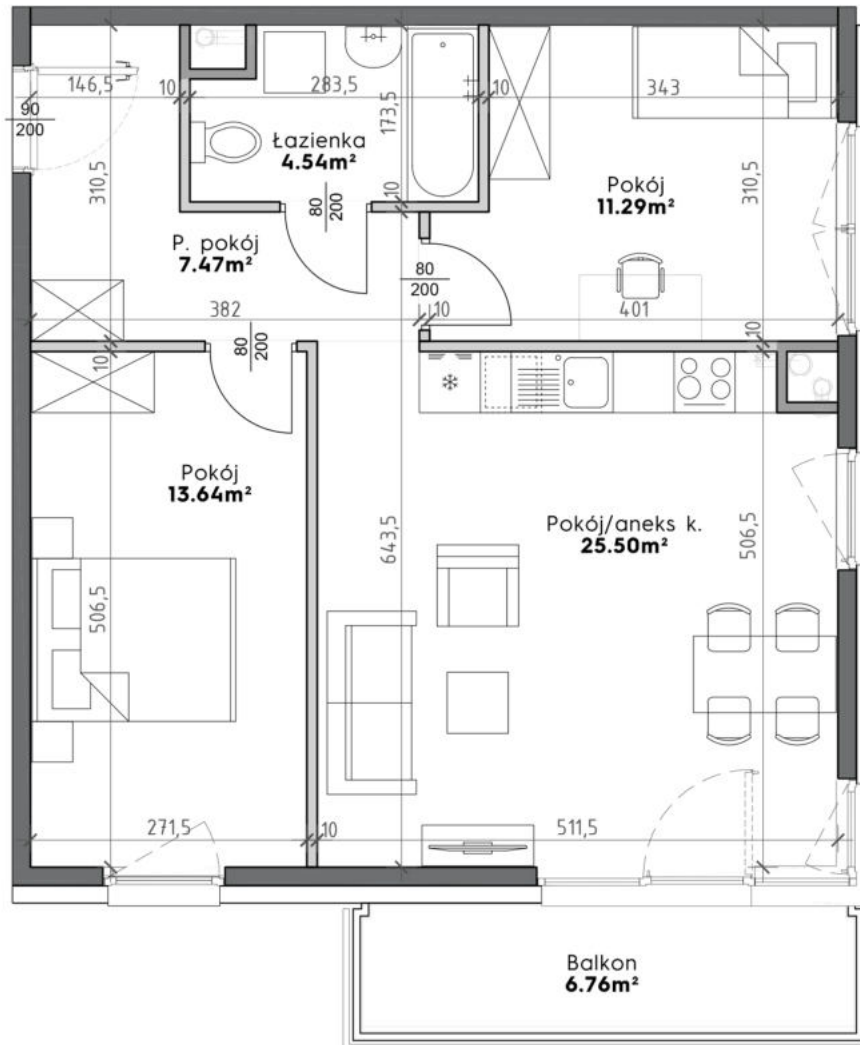 146,5
10
283,5
10
343
90
200
173,5
Łazienka
4.54m²
310,5
10
80
200
Pokój
11.29m²
310,5
P. pokój
7.47m²
80
200
382
10
401
10
80
200
10
Pokój
13.64m²
643,5
Pokój/aneks k.
25.50m²
506,5
506,5
271,5
10
511,5
Balkon
6.76m²